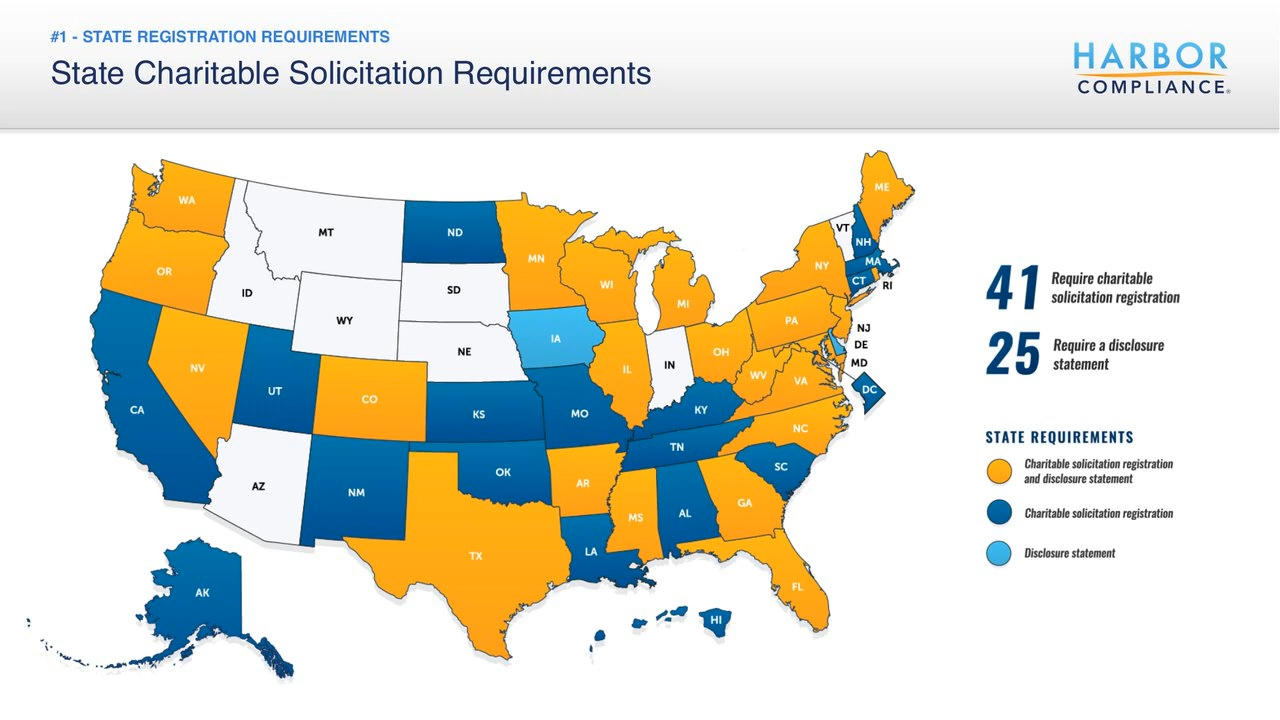 #1 - STATE REGISTRATION REQUIREMENTS
State Charitable Solicitation Requirements
HARBOR
COMPLIANCE®
WA
MT
ND
MN
ME
VT
NH
OR
ID
SD
WI
MI
NY
MA
CT
RI
WY
IA
NE
PA
NJ
DE
MD
DC
NV
UT
CO
IL
IN
OH
WV
VA
CA
KS
MO
KY
NC
TN
SC
AZ
NM
OK
AR
MS
AL
GA
TX
LA
FL
AK
HI
41
Require charitable
solicitation registration
25
Require a disclosure
statement
STATE REQUIREMENTS
Charitable solicitation registration
and disclosure statement
Charitable solicitation registration
Disclosure statement